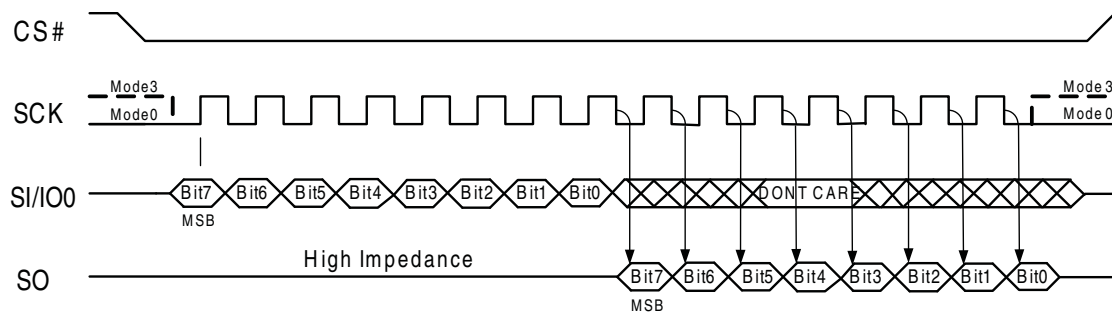 CS#
Mode3
Mode3
SCK
Mode0
Mode0
SI/IO0
Bit7 Bit6 Bit5 Bit4 Bit3 Bit2 Bit1 Bit0 DONT CARE
MSB
High Impedance
SO
Bit7 Bit6 Bit5 Bit4 Bit3 Bit2 Bit1 Bit0
MSB